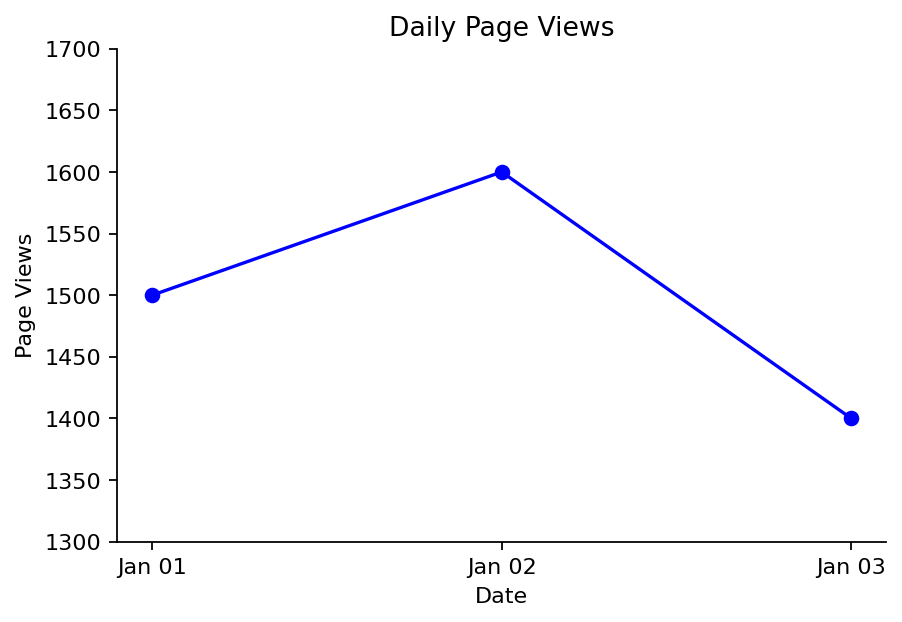 Daily Page Views
1700
1650
1600
1550
1500
1450
1400
1350
1300
Page Views
Jan 01 Jan 02 Jan 03
Date